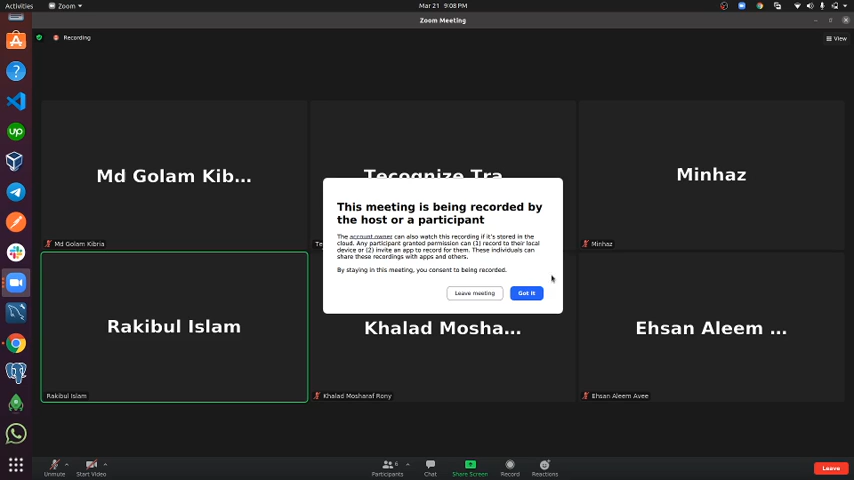 Activities
Zoom
Mar 21 9:08 PM
Zoom Meeting
Recording
View
Md Golam Kib...
Tecognize Tra...
Minhaz
Md Golam Kibria
Te
Minhaz
This meeting is being recorded by
the host or a participant
The account owner can also watch this recording if it's stored in the
cloud. Any participant granted permission can (1) record to their local
device or (2) invite an app to record for them. These individuals can
share these recordings with apps and others.
By staying in this meeting, you consent to being recorded.
Leave meeting
Got it
Rakibul Islam
Khalad Mosha...
Ehsan Aleem ...
Rakibul Islam
Khalad Mosharaf Rony
Ehsan Aleem Avee
up
Unmute
Start Video
Participants
6
Chat
Share Screen
Record
Reactions
Leave